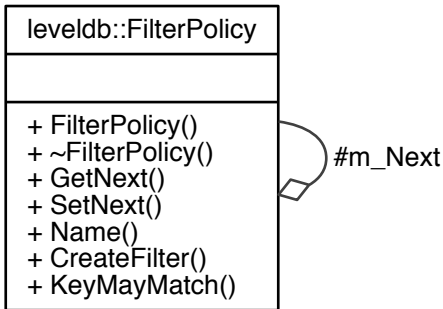 leveldb::FilterPolicy
+ FilterPolicy()
+ ~FilterPolicy()
+ GetNext()
+ SetNext()
+ Name()
+ CreateFilter()
+ KeyMayMatch()
#m_Next